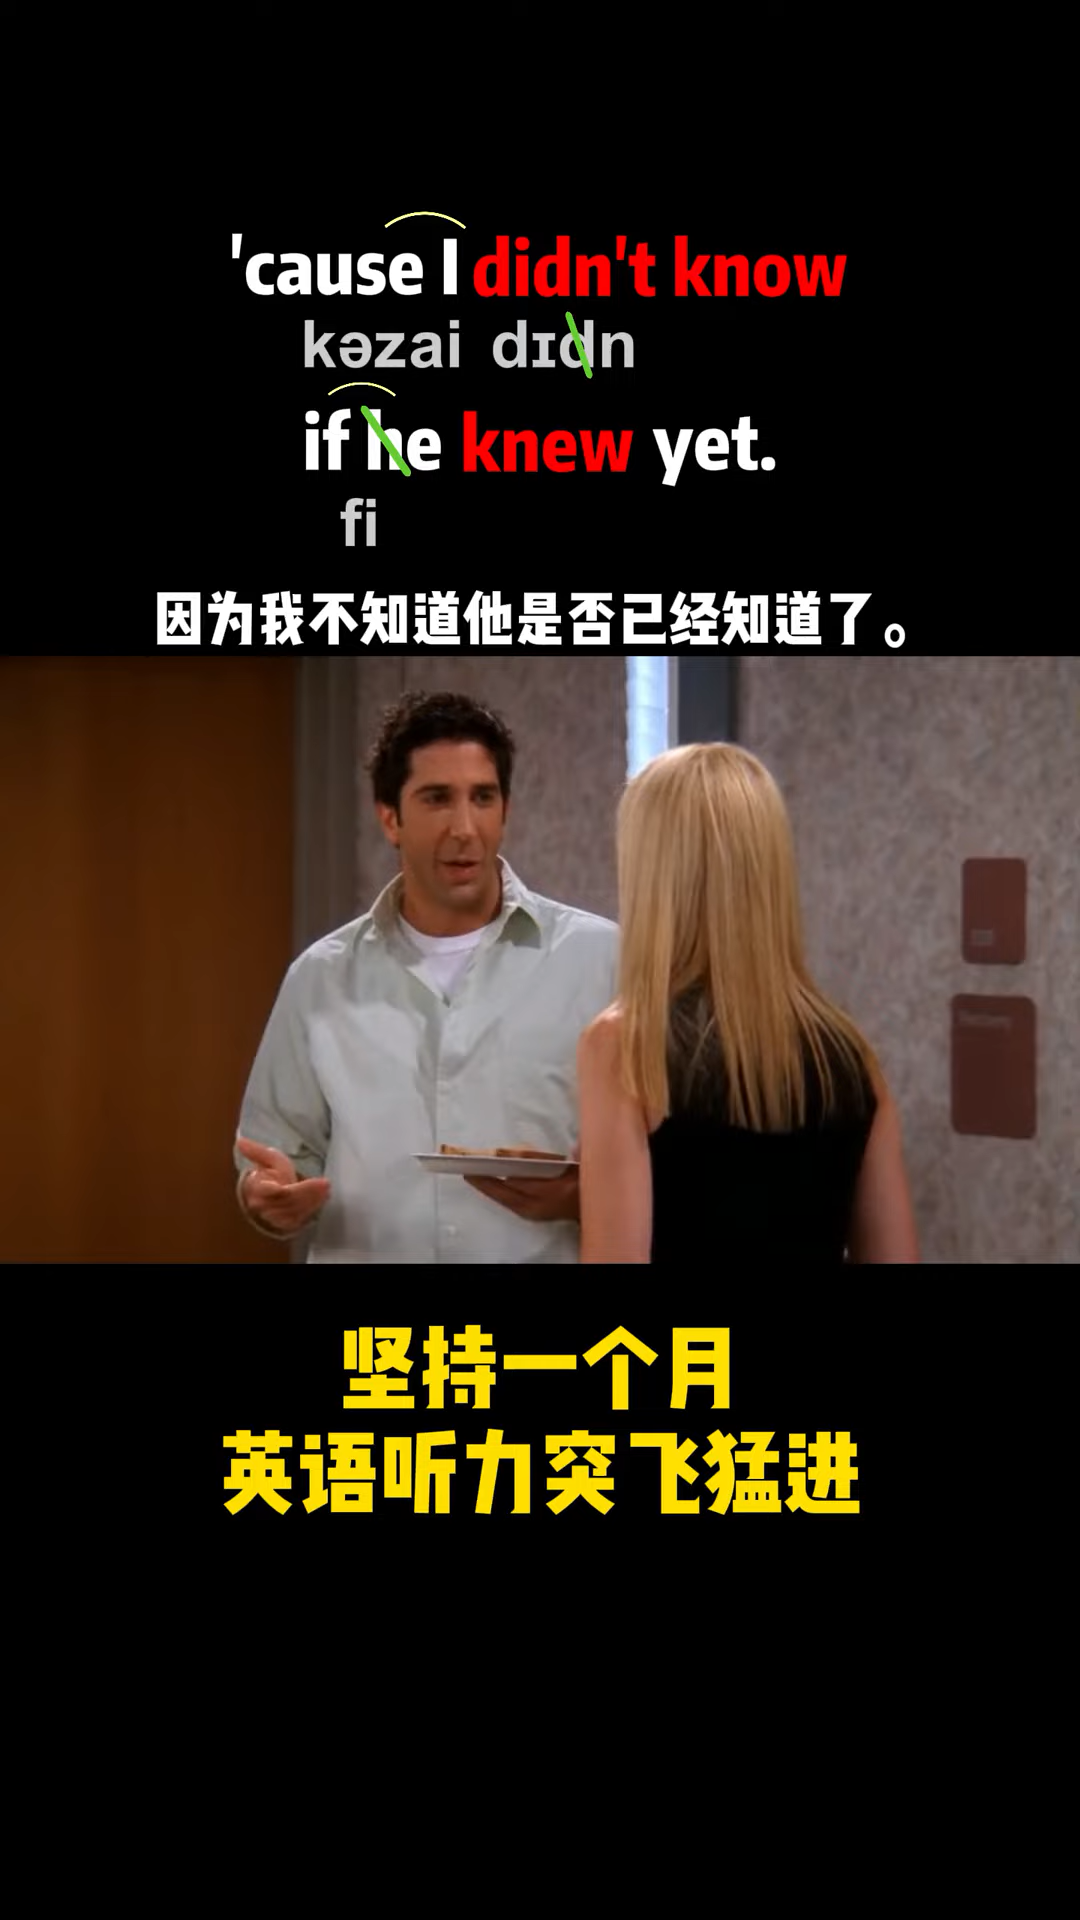 'cause I didn't know
kəzai dɪdn
if he knew yet.
fi
因为我不知道他是否已经知道了。
坚持一个月
英语听力突飞猛进